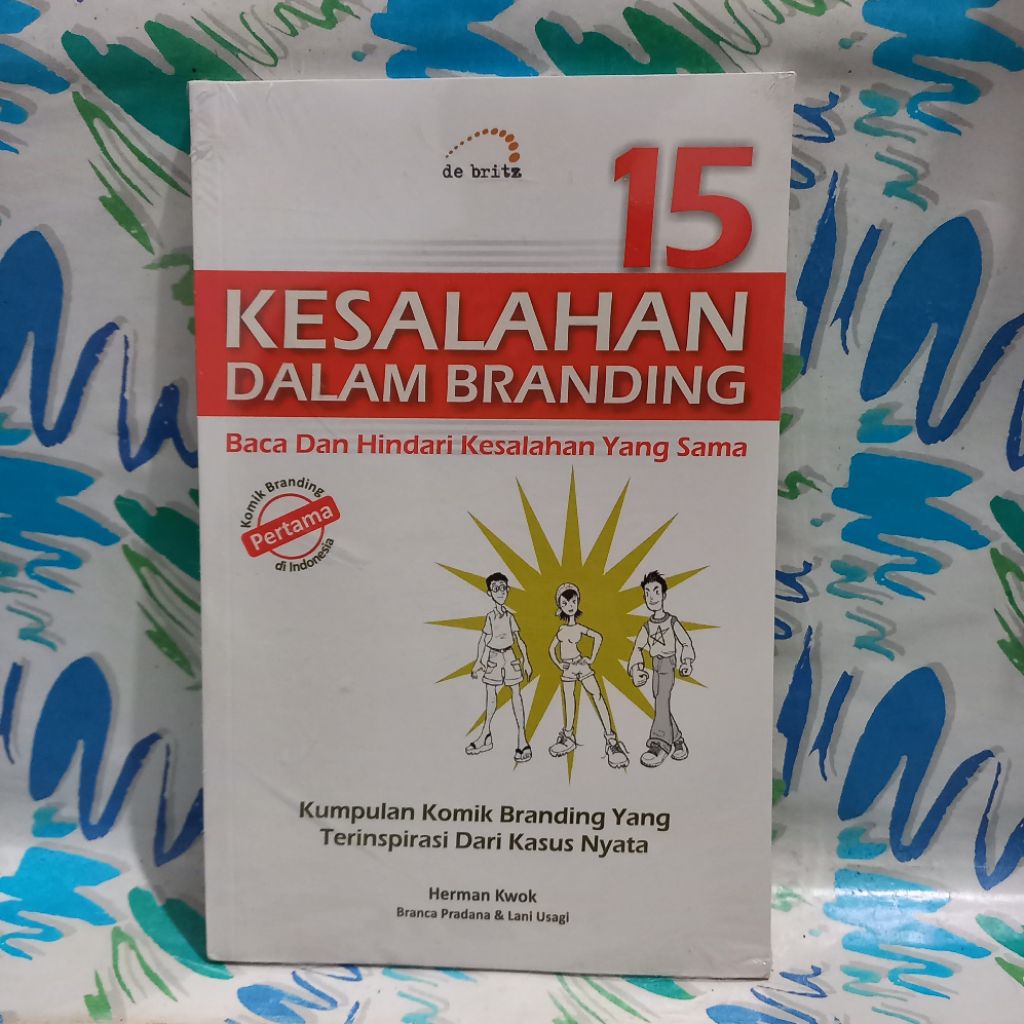 de britz
15
KESALAHAN
DALAM BRANDING
Baca Dan Hindari Kesalahan Yang Sama
Komik Branding
Pertama
di Indonesia
Kumpulan Komik Branding Yang
Terinspirasi Dari Kasus Nyata
Herman Kwok
Branca Pradana & Lani Usagi